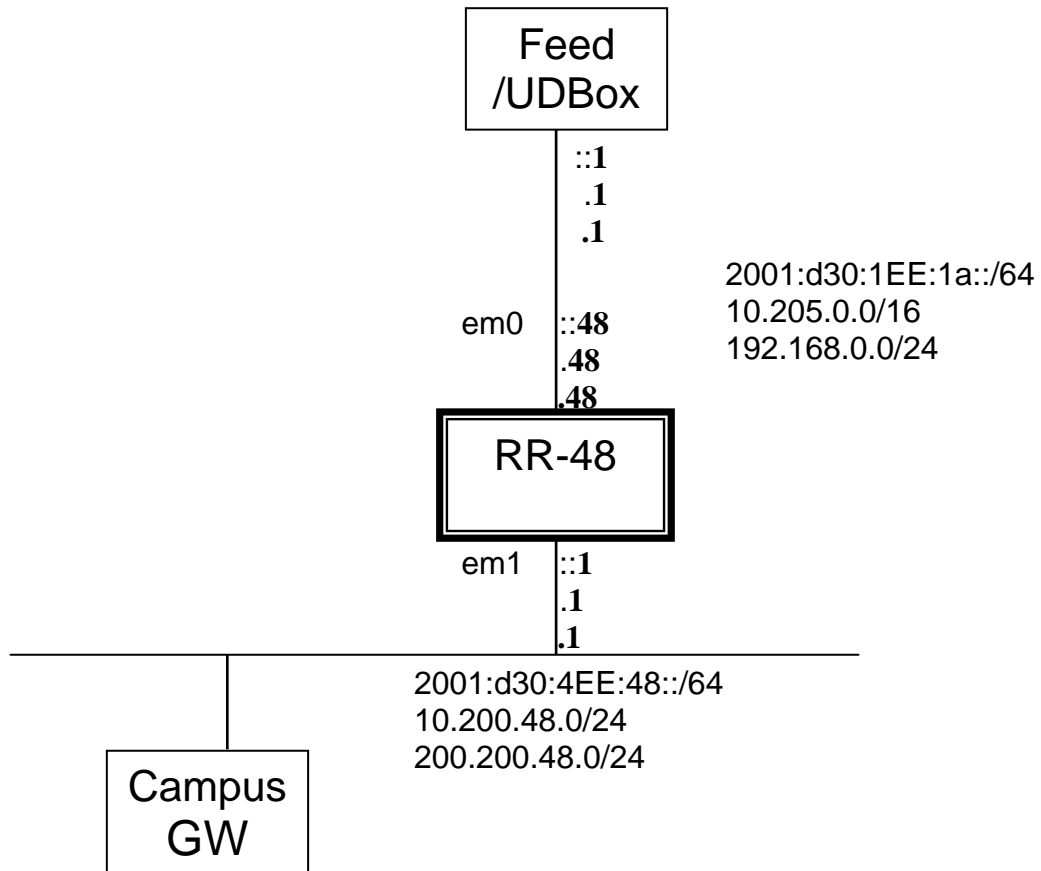 Feed
/UDBox
::1
.1
.1
2001:d30:1EE:1a::/64
10.205.0.0/16
192.168.0.0/24
em0 ::48
.48
.48
RR-48
em1 ::1
.1
.1
2001:d30:4EE:48::/64
10.200.48.0/24
200.200.48.0/24
Campus
GW